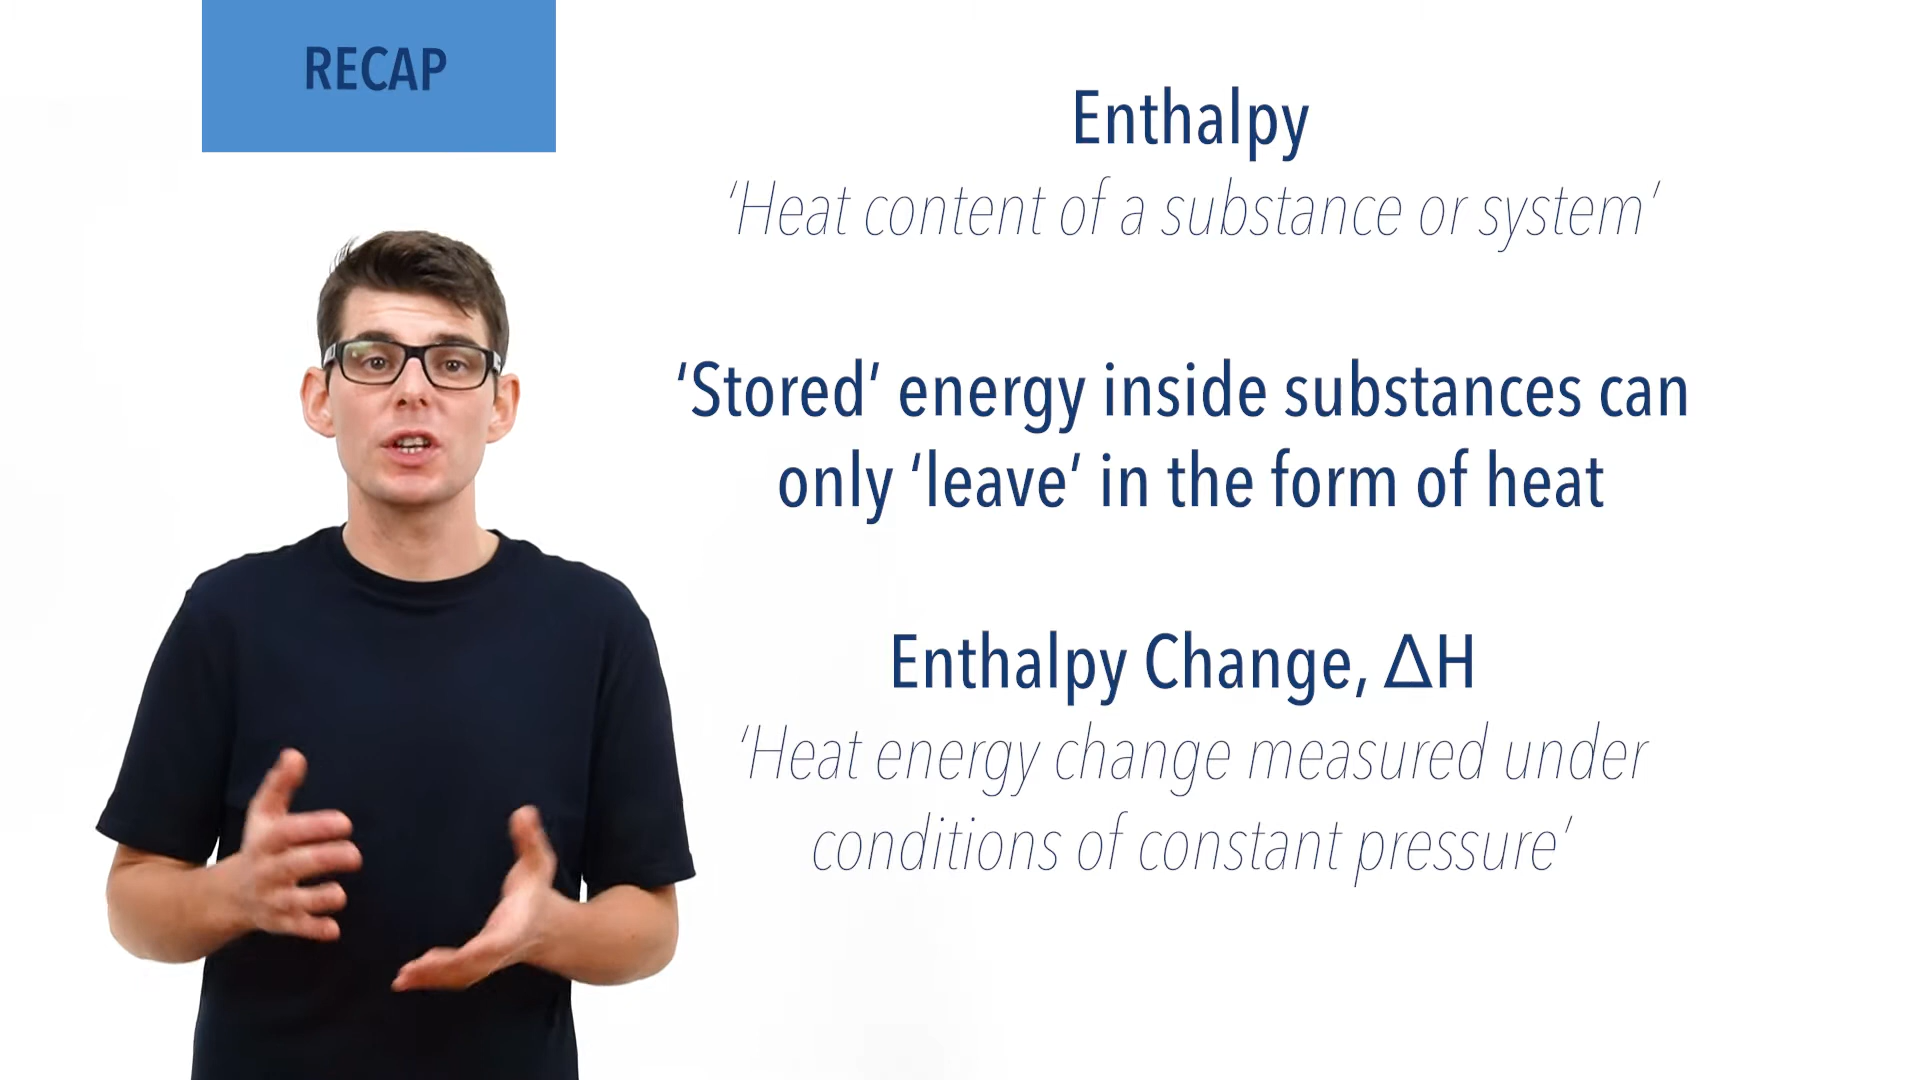 RECAP
Enthalpy
‘Heat content of a substance or system’
‘Stored’ energy inside substances can
only ‘leave’ in the form of heat
Enthalpy Change, ΔH
‘Heat energy change measured under
conditions of constant pressure’